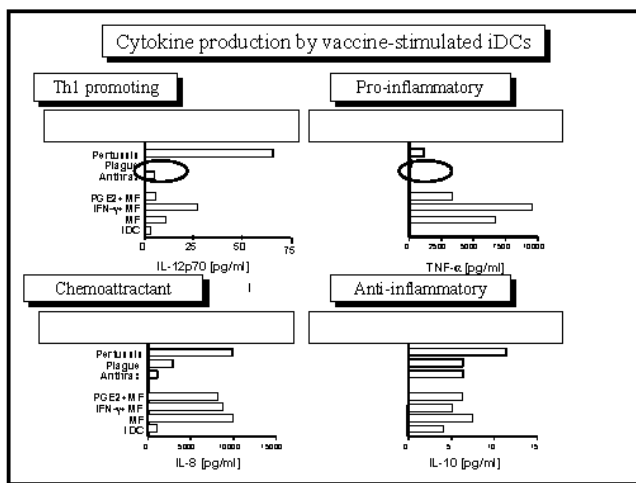 Cytokine production by vaccine-stimulated iDCs
Th1 promoting
Pro-inflammatory
Pertussis
Plague
Anthrax
PGE2+ MF
IFN-γ+ MF
MF
IDC
0 25 50 75
IL-12p70 [pg/ml]
0 2500 5000 7500 10000
TNF-α [pg/ml]
Chemoattractant
Anti-inflammatory
Pertussis
Plague
Anthrax
PGE2+ MF
IFN-γ+ MF
MF
IDC
0 5000 10000 15000
IL-8 [pg/ml]
0 5 10 15
IL-10 [pg/ml]